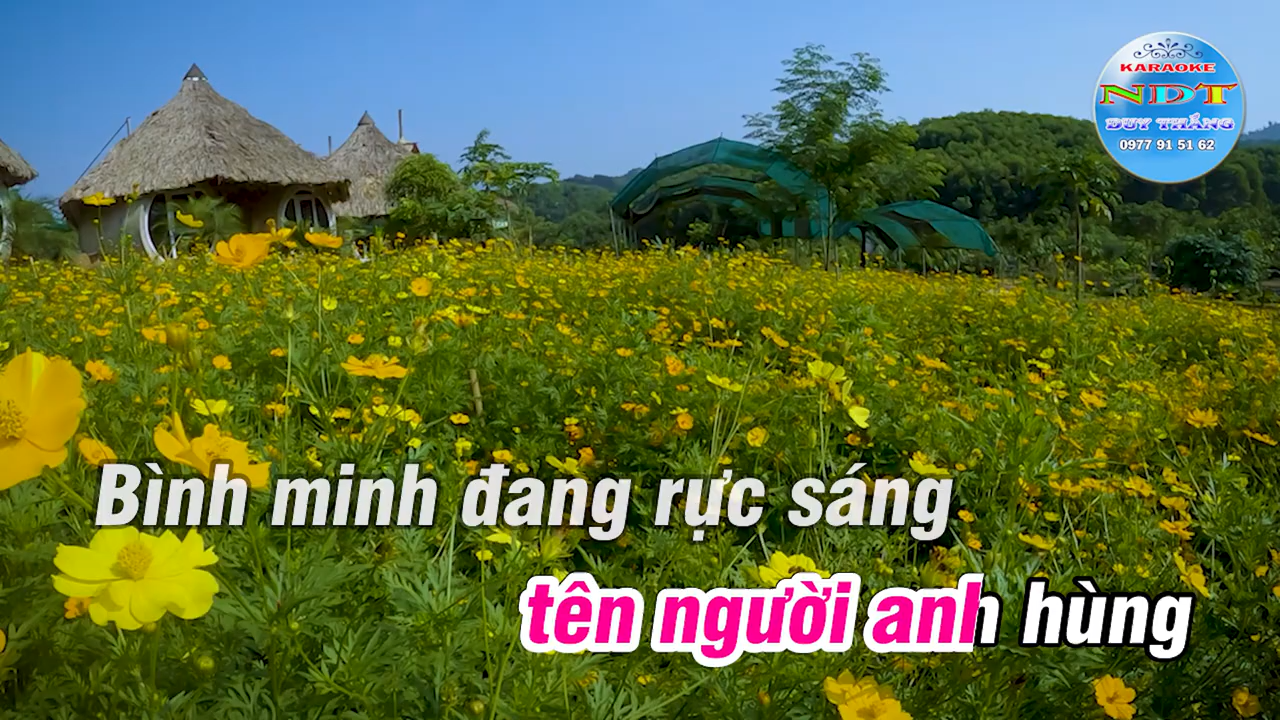 KARAOKE
NDT
DUY THẮNG
0977 91 51 62
Bình minh đang rực sáng
tên người anh hùng